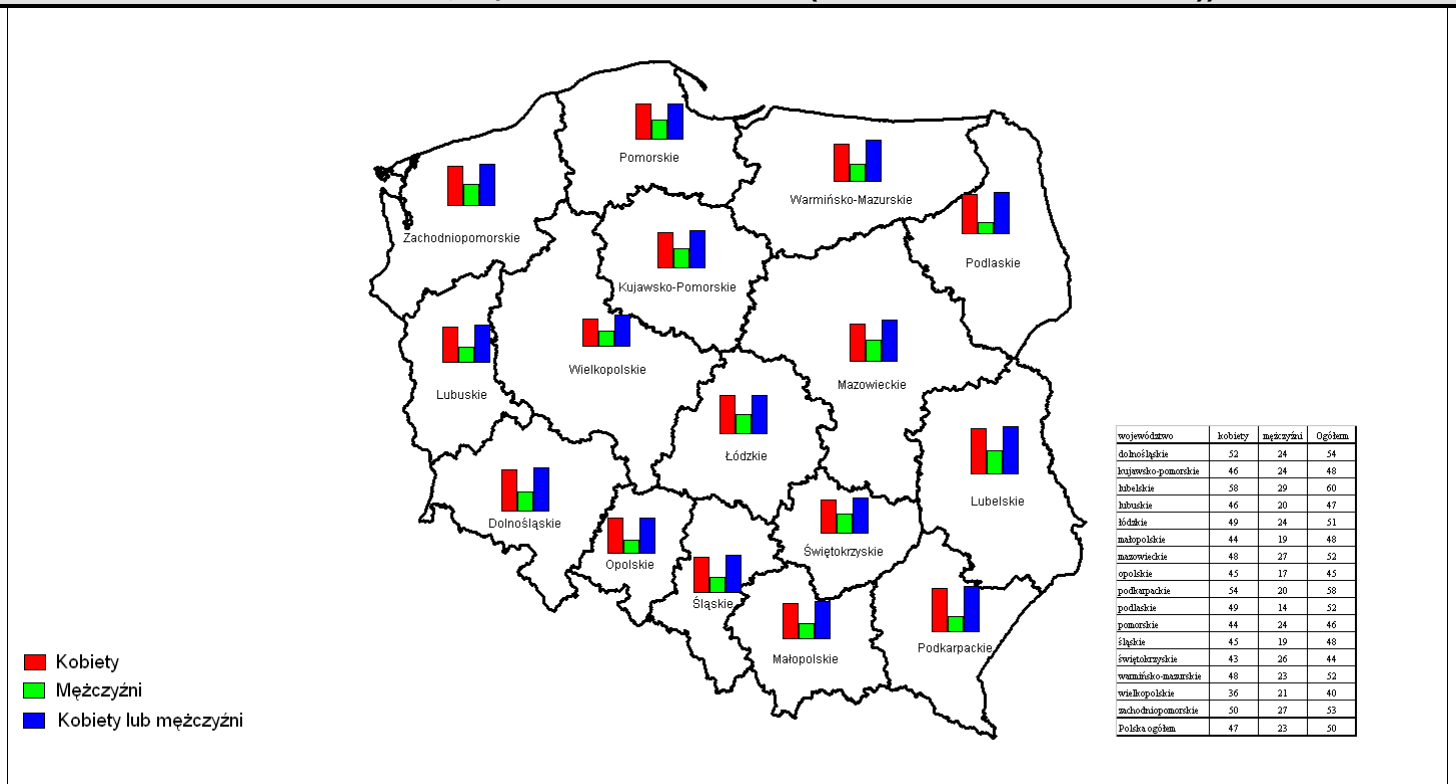 Pomorskie
Warmińsko-Mazurskie
Zachodniopomorskie
Podlaskie
Kujawsko-Pomorskie
Wielkopolskie
Mazowieckie
Lubuskie
Łódzkie
Lubelskie
Dolnośląskie
Świętokrzyskie
Opolskie
Śląskie
Małopolskie
Podkarpackie
województwo kobiety mężczyźni Ogółem
dolnośląskie 52 24 54
kujawsko-pomorskie 46 24 48
lubelskie 58 29 60
lubuskie 46 20 47
łódzkie 49 24 51
małopolskie 44 19 48
mazowieckie 48 27 52
opolskie 45 17 45
podkarpackie 54 20 58
podlaskie 49 14 52
pomorskie 44 24 46
śląskie 45 19 48
świętokrzyskie 43 26 44
warmińsko-mazurskie 48 23 52
wielkopolskie 36 21 40
zachodniopomorskie 50 27 53
Polska ogółem 47 23 50
Kobiety
Mężczyźni
Kobiety lub mężczyźni